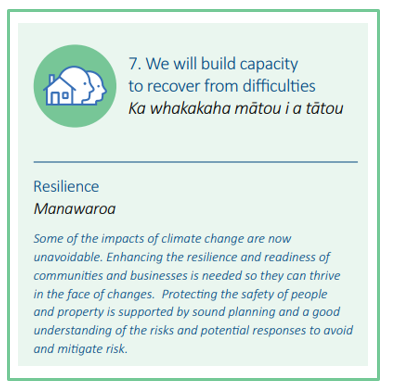 7. We will build capacity
to recover from difficulties
Ka whakakaha mātou i a tātou
Resilience
Manawaroa
Some of the impacts of climate change are now
unavoidable. Enhancing the resilience and readiness of
communities and businesses is needed so they can thrive
in the face of changes.  Protecting the safety of people
and property is supported by sound planning and a good
understanding of the risks and potential responses to avoid
and mitigate risk.